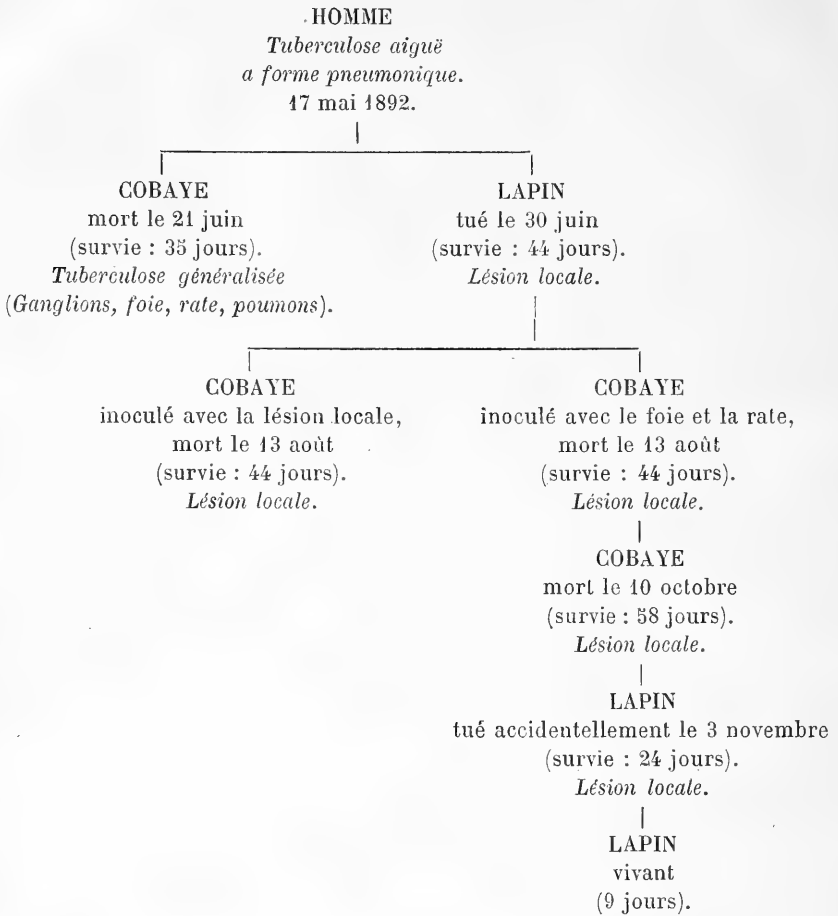 HOMME
Tuberculose aiguë
a forme pneumonique.
17 mai 1892.
COBAYE
mort le 21 juin
(survie : 35 jours).
Tuberculose généralisée
(Ganglions, foie, rate, poumons).
LAPIN
tué le 30 juin
(survie : 44 jours).
Lésion locale.
COBAYE
inoculé avec la lésion locale,
mort le 13 août
(survie : 44 jours).
Lésion locale.
COBAYE
inoculé avec le foie et la rate,
mort le 13 août
(survie : 44 jours).
Lésion locale.
COBAYE
mort le 10 octobre
(survie : 58 jours).
Lésion locale.
LAPIN
tué accidentellement le 3 novembre
(survie : 24 jours).
Lésion locale.
LAPIN
vivant
(9 jours).